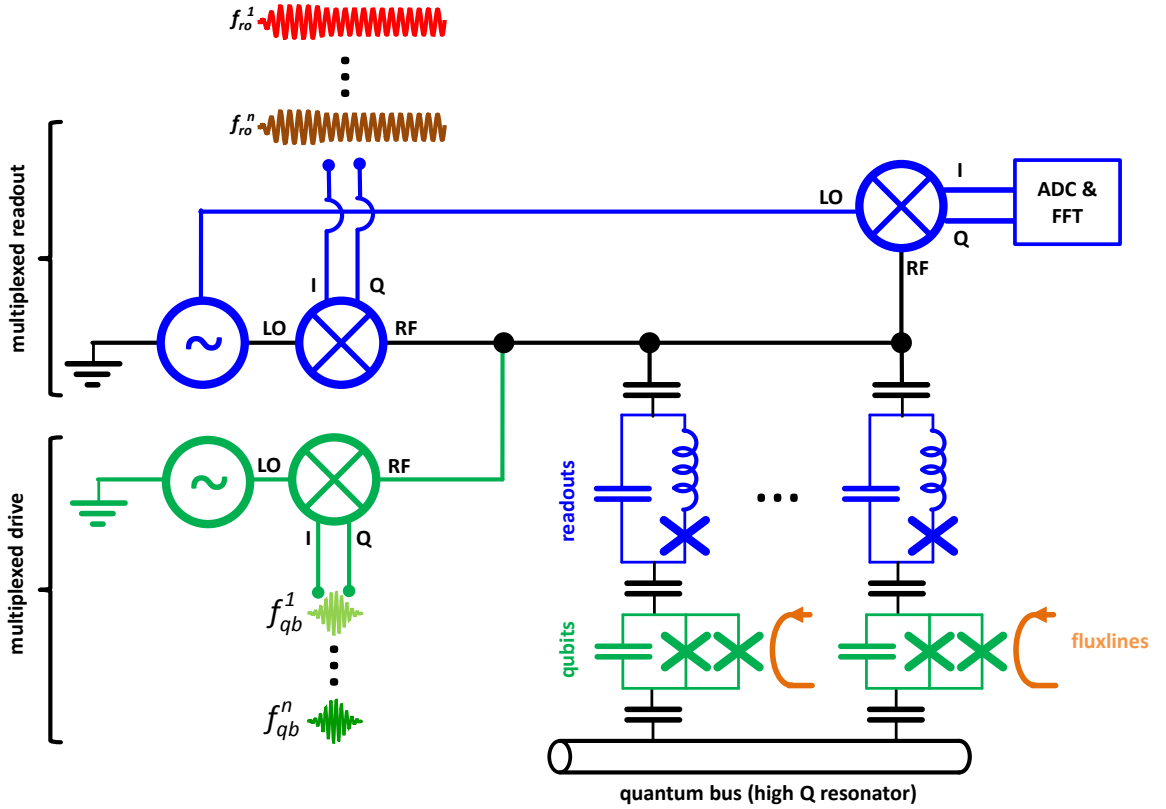 f_ro^1
f_ro^n
multiplexed readout
I
Q
LO
RF
LO
I
Q
RF
ADC &
FFT
multiplexed drive
LO
RF
I
Q
f_qb^1
f_qb^n
readouts
qubits
fluxlines
quantum bus (high Q resonator)